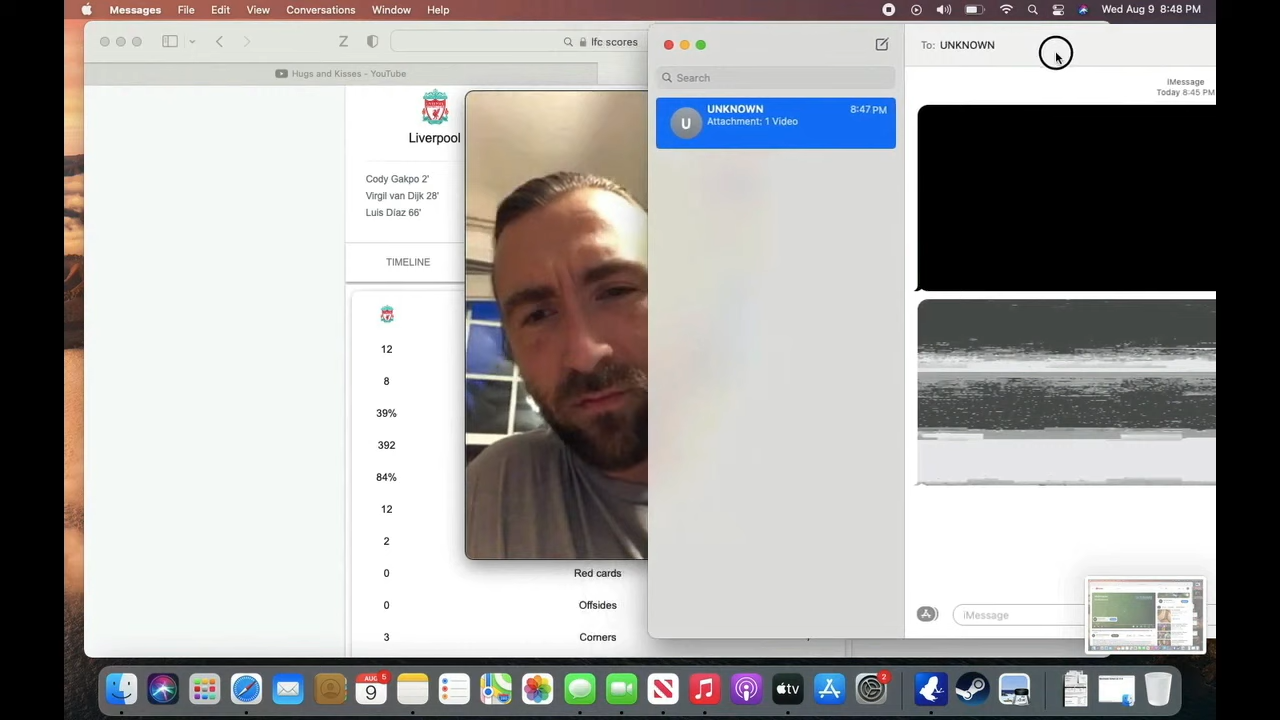 Messages File Edit View Conversations Window Help Wed Aug 9 8:48 PM
lfc scores
Hugs and Kisses - YouTube
Liverpool
Cody Gakpo 2'
Virgil van Dijk 28'
Luis Díaz 66'
TIMELINE
12
8
39%
392
84%
12
2
0 Red cards
0 Offsides
3 Corners
Search
U
UNKNOWN 8:47 PM
Attachment: 1 Video
To: UNKNOWN
iMessage
Today 8:45 PM
iMessage
AUG 5
9
2
tv